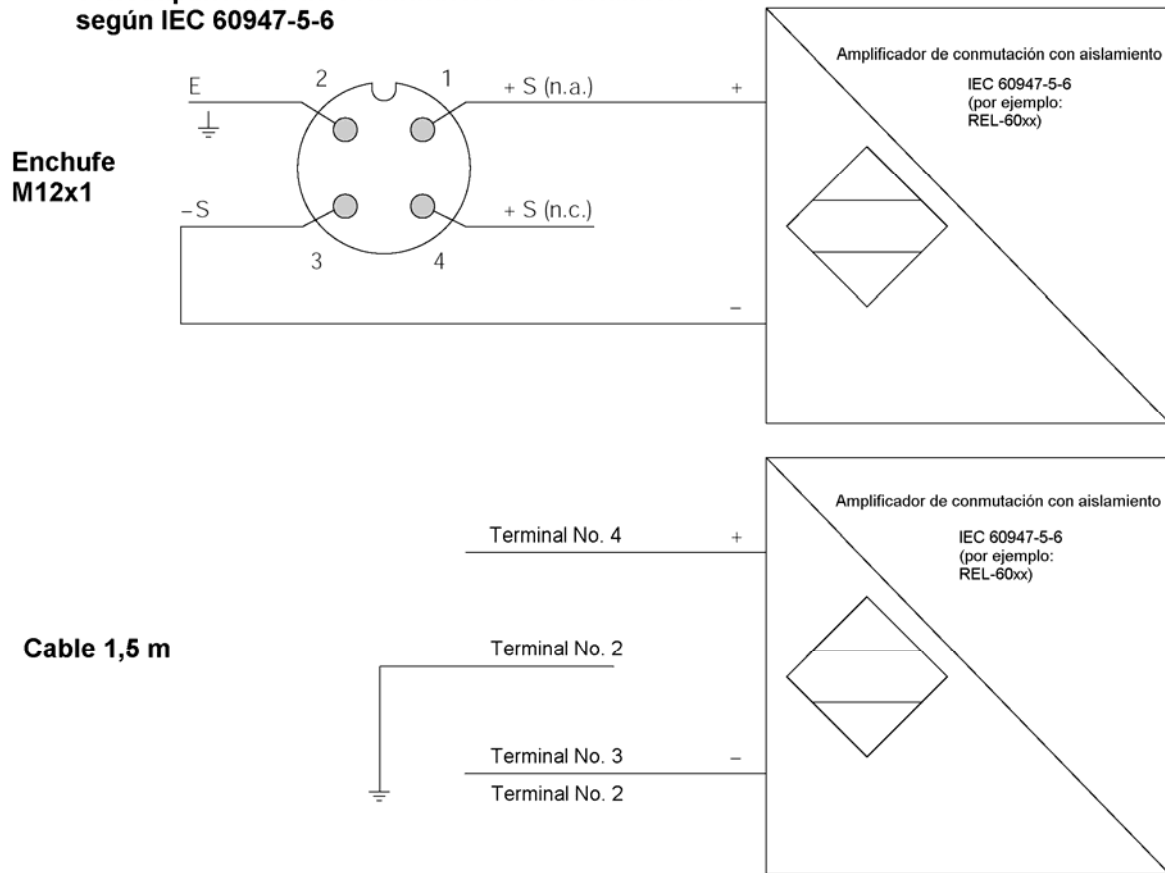 según IEC 60947-5-6
Amplificador de conmutación con aislamiento
IEC 60947-5-6
(por ejemplo:
REL-60xx)
E
2
1
+ S (n.a.)
+
Enchufe
M12x1
–S
+ S (n.c.)
3
4
–
Amplificador de conmutación con aislamiento
IEC 60947-5-6
(por ejemplo:
REL-60xx)
Terminal No. 4
+
Cable 1,5 m
Terminal No. 2
Terminal No. 3
–
Terminal No. 2